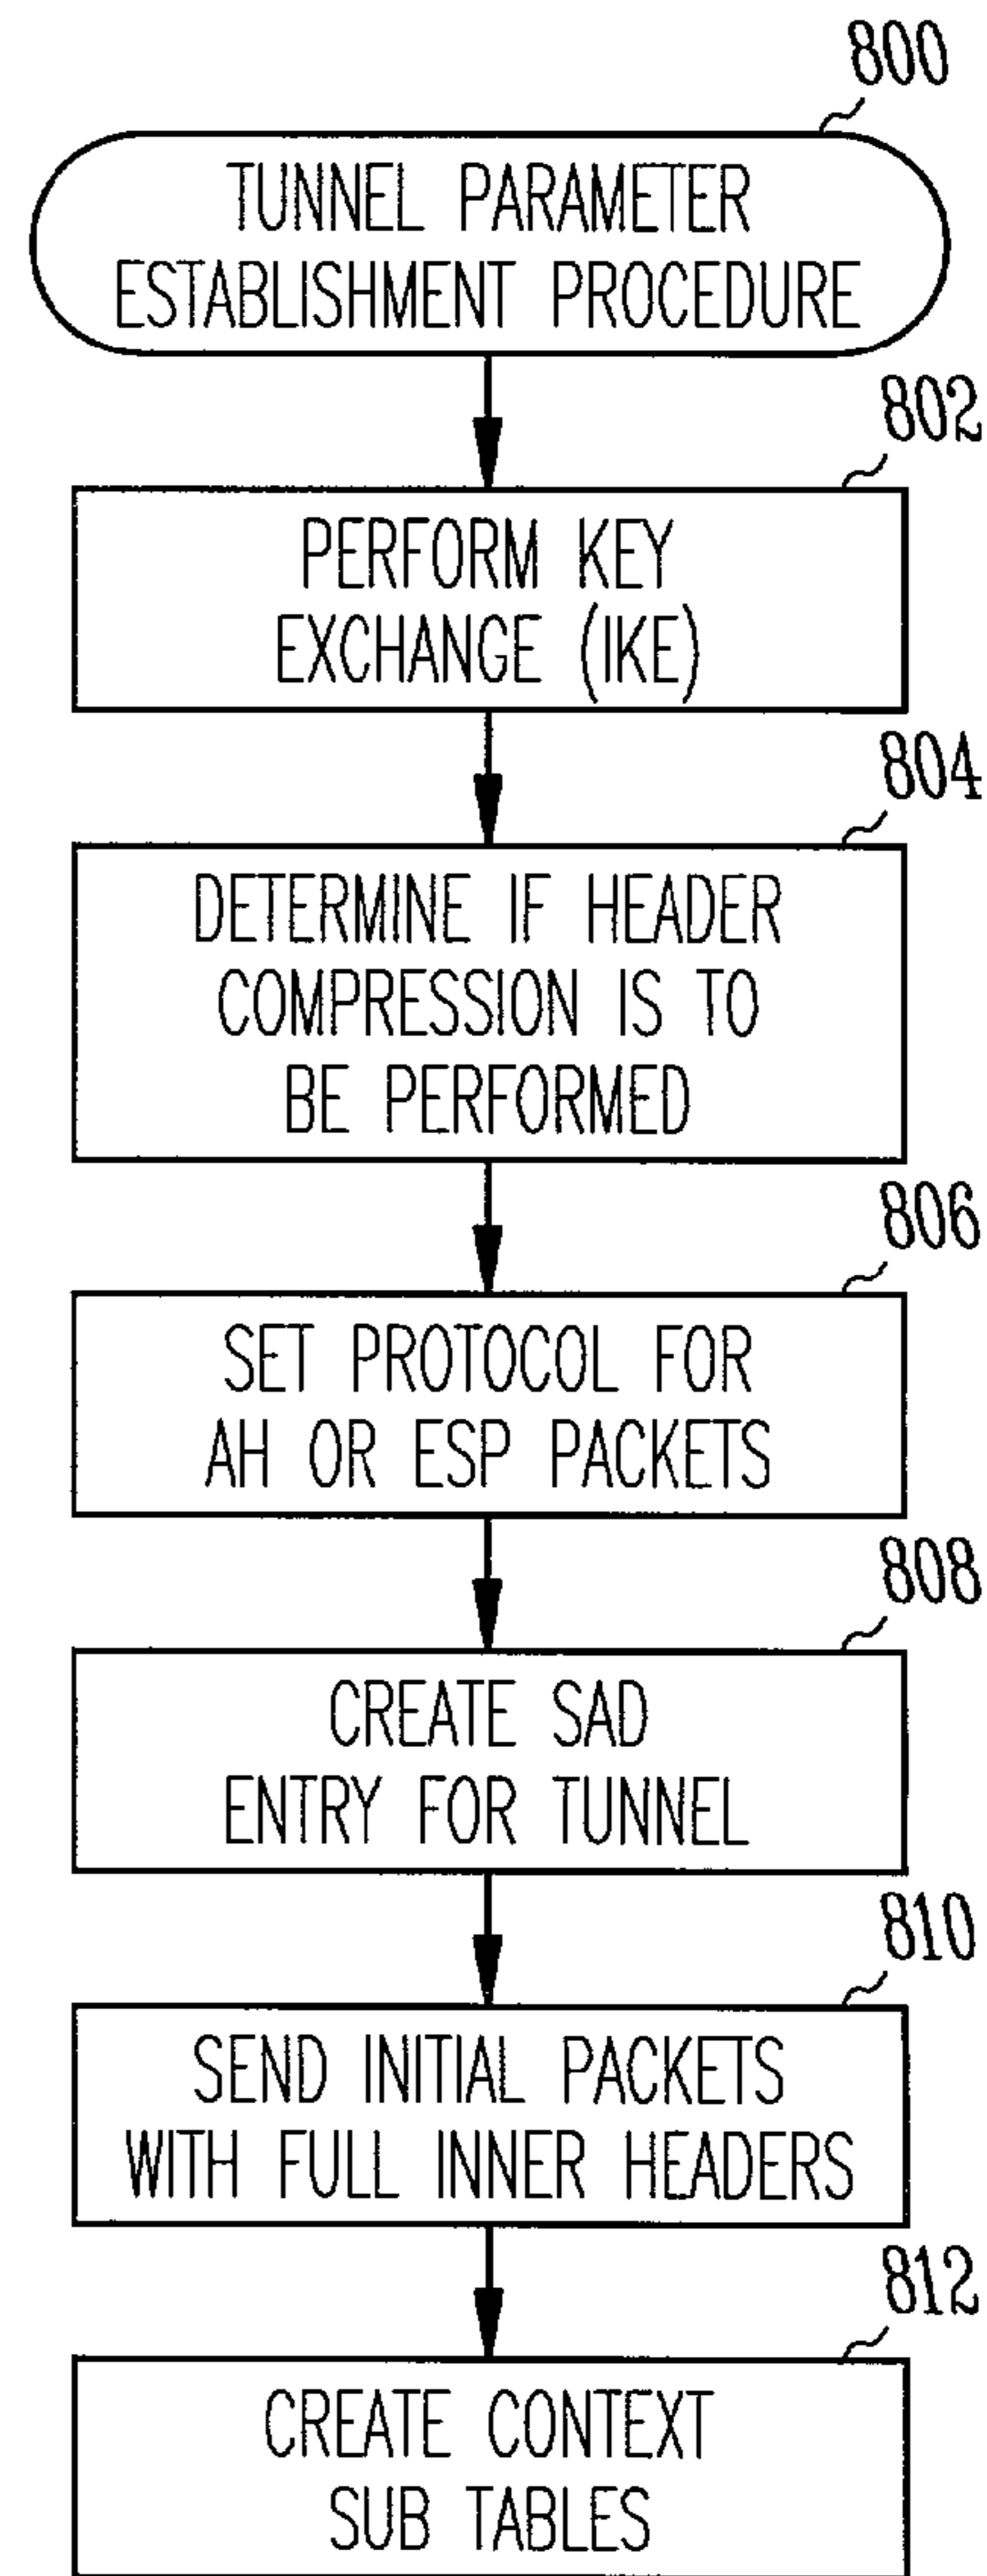 800
TUNNEL PARAMETER
ESTABLISHMENT PROCEDURE
802
PERFORM KEY
EXCHANGE (IKE)
804
DETERMINE IF HEADER
COMPRESSION IS TO
BE PERFORMED
806
SET PROTOCOL FOR
AH OR ESP PACKETS
808
CREATE SAD
ENTRY FOR TUNNEL
810
SEND INITIAL PACKETS
WITH FULL INNER HEADERS
812
CREATE CONTEXT
SUB TABLES